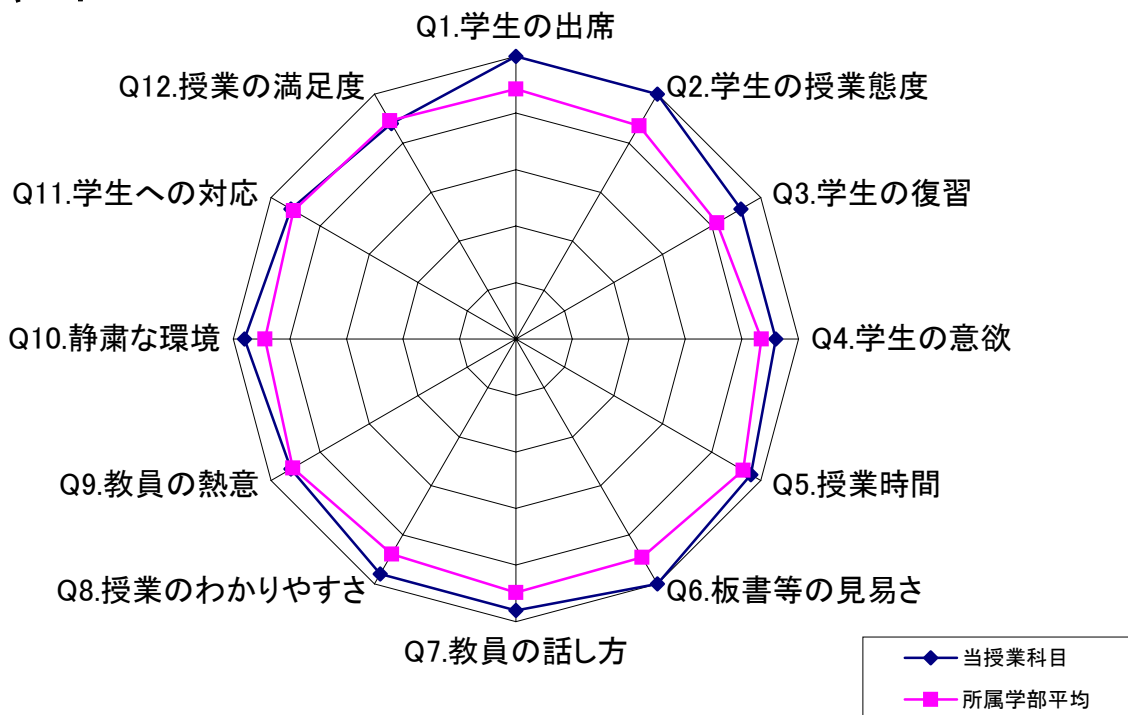 Q1.学生の出席
Q2.学生の授業態度
Q3.学生の復習
Q4.学生の意欲
Q5.授業時間
Q6.板書等の見易さ
Q7.教員の話し方
Q8.授業のわかりやすさ
Q9.教員の熱意
Q10.静粛な環境
Q11.学生への対応
Q12.授業の満足度
当授業科目
所属学部平均